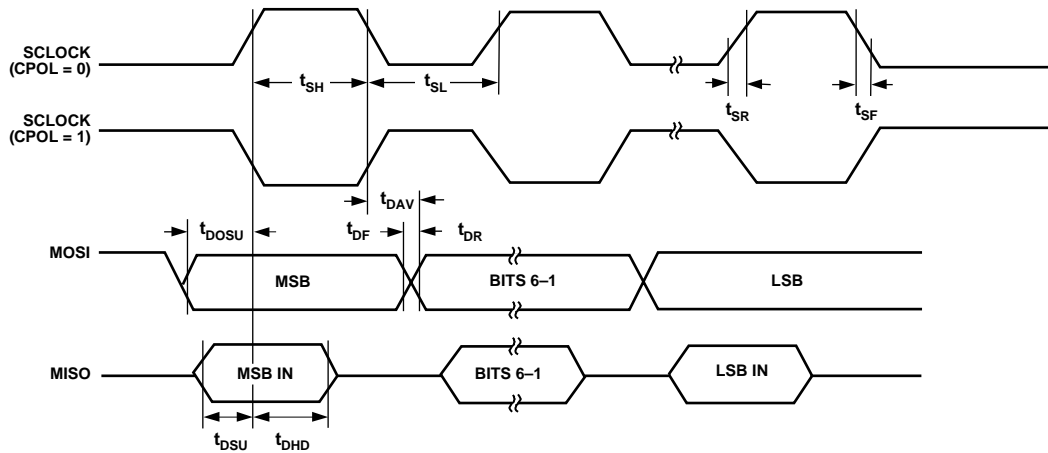 SCLOCK
(CPOL = 0)
tSH
tSL
tSR
tSF
SCLOCK
(CPOL = 1)
tDAV
tDOSU
tDF
tDR
MOSI
MSB
BITS 6–1
LSB
MISO
MSB IN
BITS 6–1
LSB IN
tDSU
tDHD